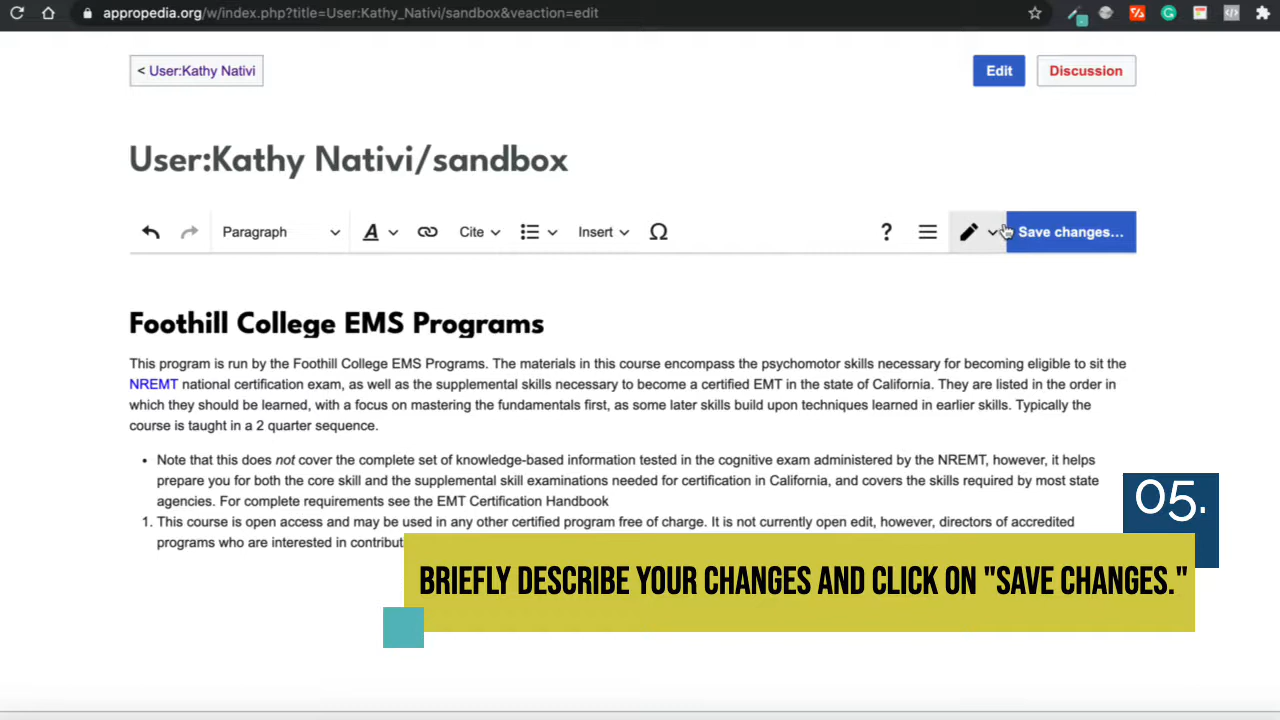 appropedia.org/w/index.php?title=User:Kathy_Nativi/sandbox&veaction=edit
< User:Kathy Nativi
Edit
Discussion
User:Kathy Nativi/sandbox
Paragraph
A
Cite
Insert
Ω
?
Save changes...
Foothill College EMS Programs
This program is run by the Foothill College EMS Programs. The materials in this course encompass the psychomotor skills necessary for becoming eligible to sit the
NREMT national certification exam, as well as the supplemental skills necessary to become a certified EMT in the state of California. They are listed in the order in
which they should be learned, with a focus on mastering the fundamentals first, as some later skills build upon techniques learned in earlier skills. Typically the
course is taught in a 2 quarter sequence.
• Note that this does not cover the complete set of knowledge-based information tested in the cognitive exam administered by the NREMT, however, it helps
prepare you for both the core skill and the supplemental skill examinations needed for certification in California, and covers the skills required by most state
agencies. For complete requirements see the EMT Certification Handbook
1. This course is open access and may be used in any other certified program free of charge. It is not currently open edit, however, directors of accredited
programs who are interested in
05.
BRIEFLY DESCRIBE YOUR CHANGES AND CLICK ON "SAVE CHANGES."